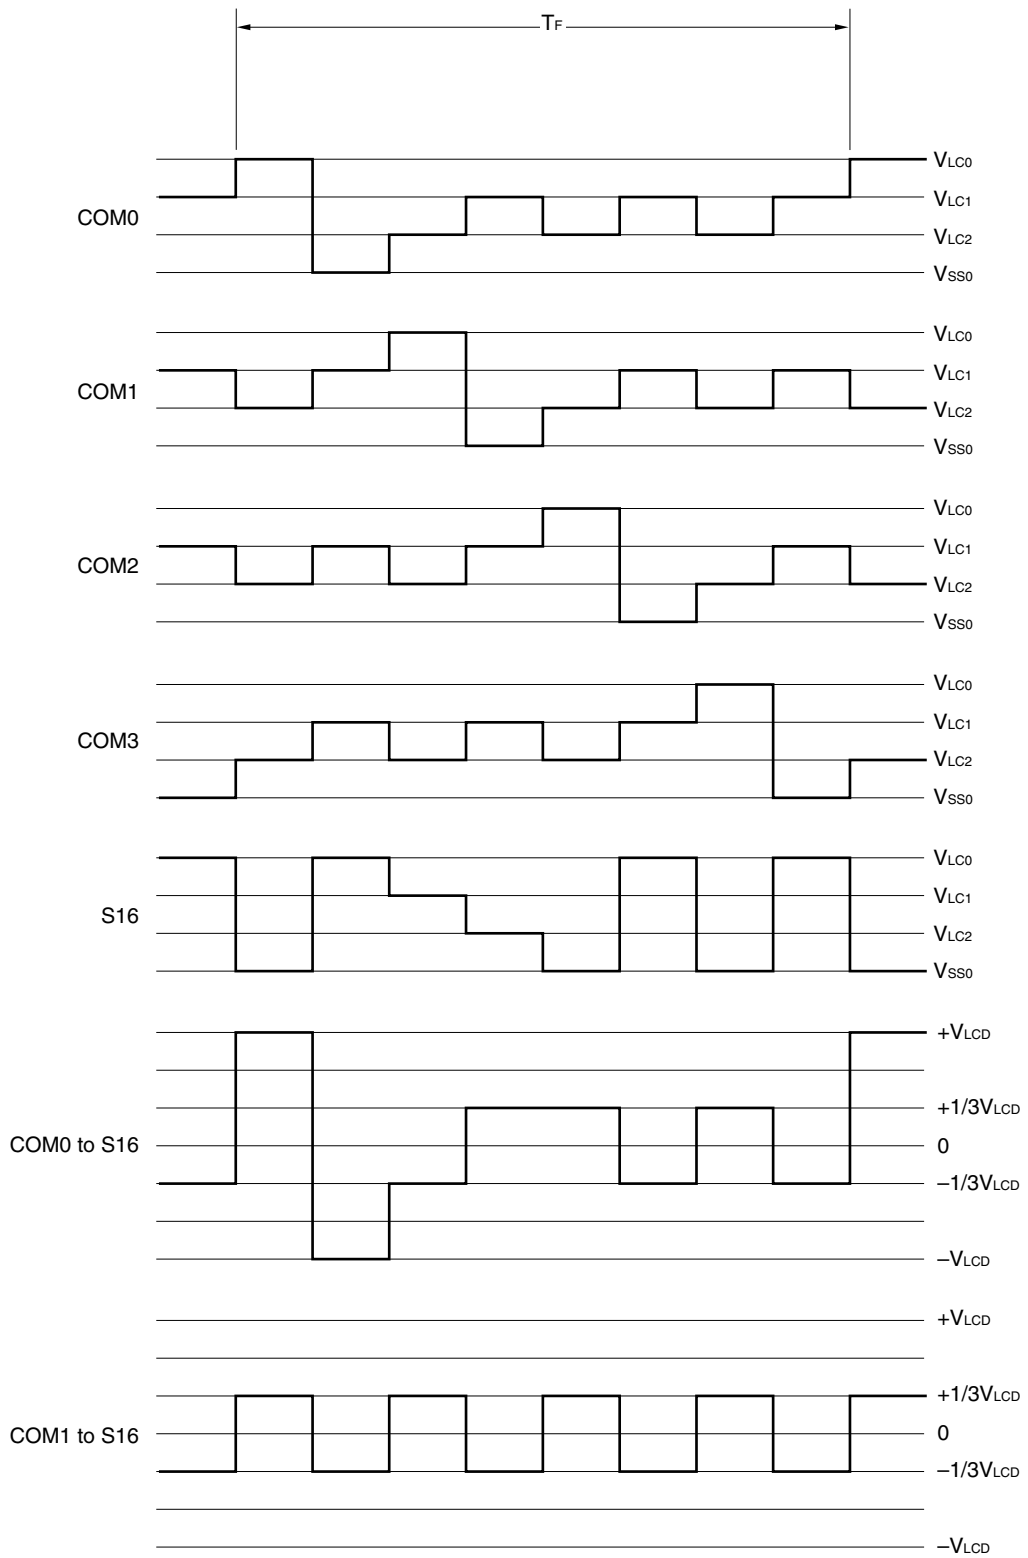 TF
VLC0
VLC1
COM0
VLC2
VSS0
VLC0
VLC1
COM1
VLC2
VSS0
VLC0
VLC1
COM2
VLC2
VSS0
VLC0
VLC1
COM3
VLC2
VSS0
VLC0
VLC1
S16
VLC2
VSS0
+VLCD
+1/3VLCD
COM0 to S16
0
–1/3VLCD
–VLCD
+VLCD
+1/3VLCD
COM1 to S16
0
–1/3VLCD
–VLCD